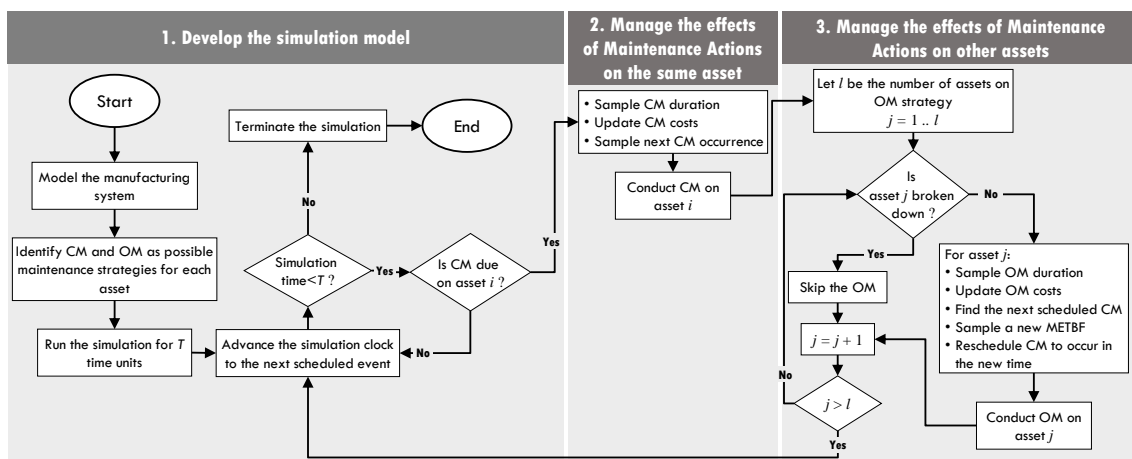 1. Develop the simulation model
Start
Model the manufacturing
system
Identify CM and OM as possible
maintenance strategies for each
asset
Run the simulation for T
time units
Terminate the simulation
End
No
Simulation
time<T ?
Yes
Is CM due
on asset i ?
Yes
No
Advance the simulation clock
to the next scheduled event
2. Manage the effects
of Maintenance Actions
on the same asset
• Sample CM duration
• Update CM costs
• Sample next CM occurrence
Conduct CM on
asset i
3. Manage the effects of Maintenance
Actions on other assets
Let l be the number of assets on
OM strategy
j = 1 .. l
Is
asset j broken
down ?
No
Yes
Skip the OM
j = j + 1
No
j > l
Yes
For asset j:
• Sample OM duration
• Update OM costs
• Find the next scheduled CM
• Sample a new METBF
• Reschedule CM to occur in
the new time
Conduct OM on
asset j